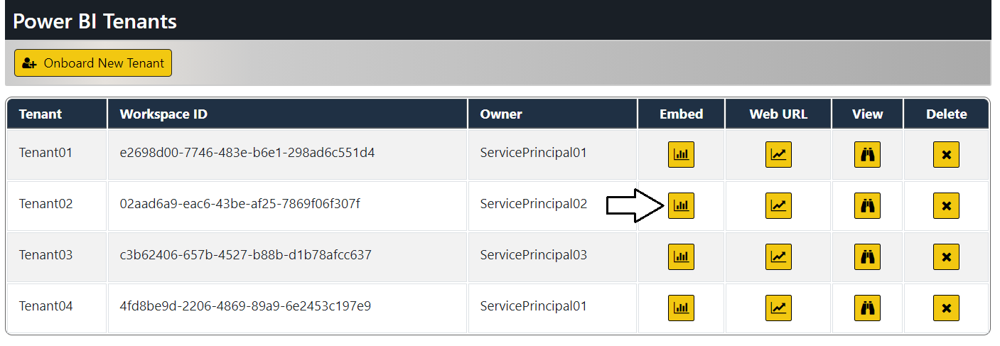 Power BI Tenants
Onboard New Tenant
Tenant Workspace ID Owner Embed Web URL View Delete
Tenant01 e2698d00-7746-483e-b6e1-298ad6c551d4 ServicePrincipal01
Tenant02 02aad6a9-eac6-43be-af25-7869f06f307f ServicePrincipal02
Tenant03 c3b62406-657b-4527-b88b-d1b78afcc637 ServicePrincipal03
Tenant04 4fd8be9d-2206-4869-89a9-6e2453c197e9 ServicePrincipal01